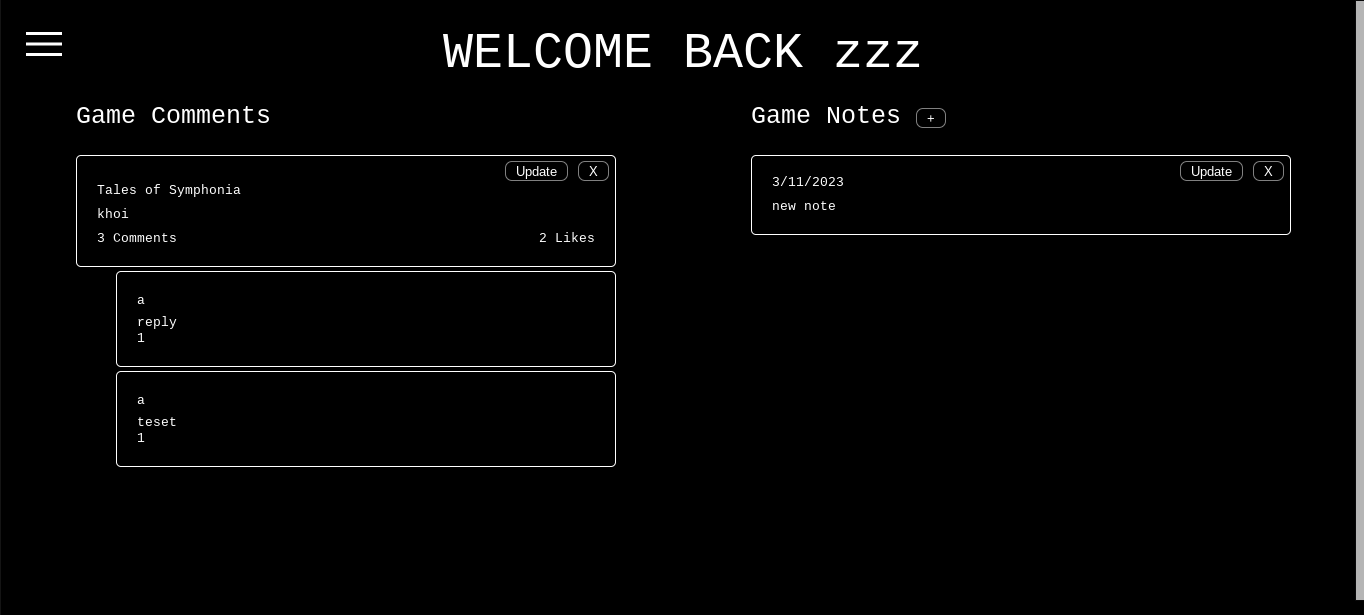 WELCOME BACK zzz
Game Comments
Update X
Tales of Symphonia
khoi
3 Comments 2 Likes
a
reply
1
a
teset
1
Game Notes +
Update X
3/11/2023
new note